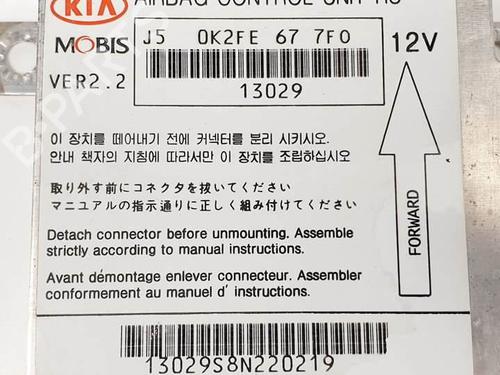 KIA AIRBAG CONTROL UNIT
MOBIS J5 0K2FE 67 7F0 12V
VER2.2
13029
이 장치를 떼어내기 전에 커넥터를 분리 시키시오.
안내 책자의 지침에 따라서만 이 장치를 조립하십시오
取り外す前にコネクタを抜いてください
マニュアルの指示通りに正しく組み付けてください
FORWARD
Detach connector before unmounting. Assemble
strictly according to manual instructions.
Avant démontage enlever connecteur. Assembler
conformement au manuel d' instructions.
13029S8N220219